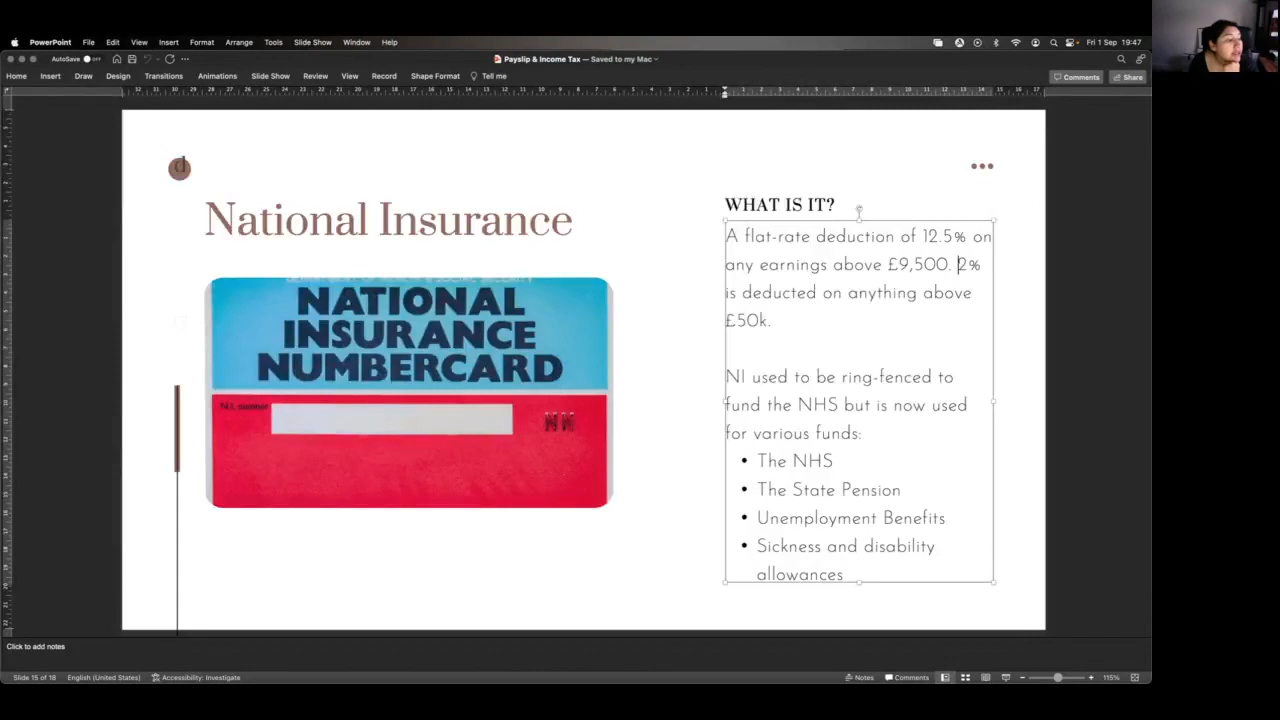 PowerPoint File Edit View Insert Format Arrange Tools Slide Show Window Help Fri 1 Sep 19:47
AutoSave OFF Payslip & Income Tax — Saved to my Mac
Home Insert Draw Design Transitions Animations Slide Show Review View Record Shape Format Tell me Comments Share
d
National Insurance
NATIONAL
INSURANCE
NUMBERCARD
WHAT IS IT?
A flat-rate deduction of 12.5% on
any earnings above £9,500. 2%
is deducted on anything above
£50k.
NI used to be ring-fenced to
fund the NHS but is now used
for various funds:
• The NHS
• The State Pension
• Unemployment Benefits
• Sickness and disability
allowances
Click to add notes
Slide 15 of 18 English (United States) Accessibility: Investigate Notes Comments 115%